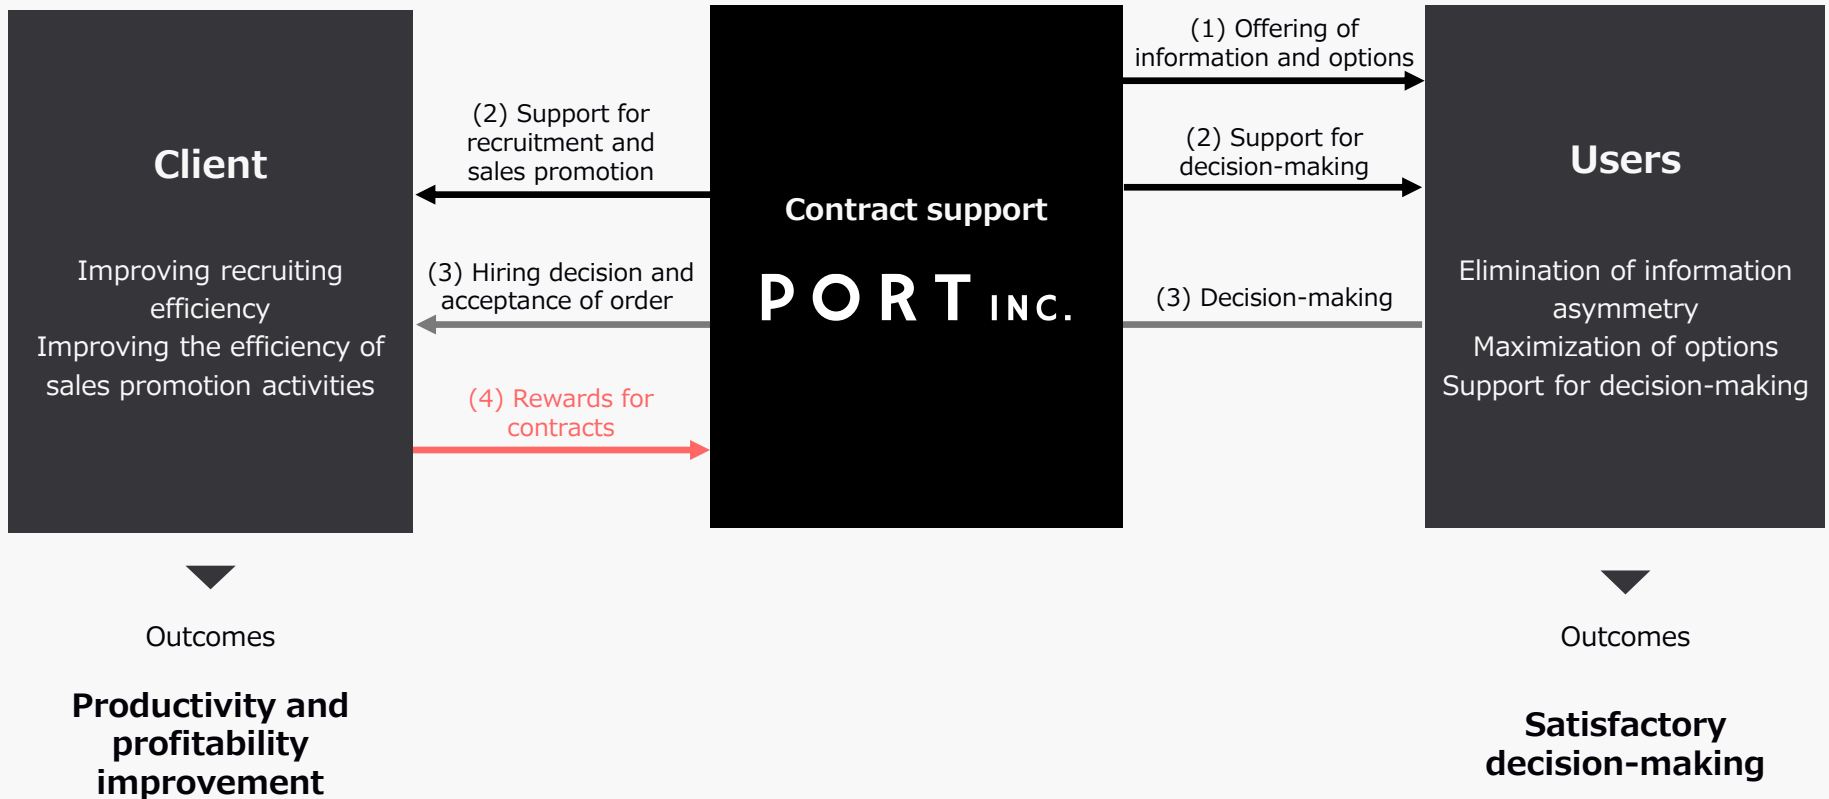 Client
Improving recruiting
efficiency
Improving the efficiency of
sales promotion activities
(2) Support for
recruitment and
sales promotion
(3) Hiring decision and
acceptance of order
(4) Rewards for
contracts
Contract support
PORT INC.
(1) Offering of
information and options
(2) Support for
decision-making
(3) Decision-making
Users
Elimination of information
asymmetry
Maximization of options
Support for decision-making
Outcomes
Productivity and
profitability
improvement
Outcomes
Satisfactory
decision-making